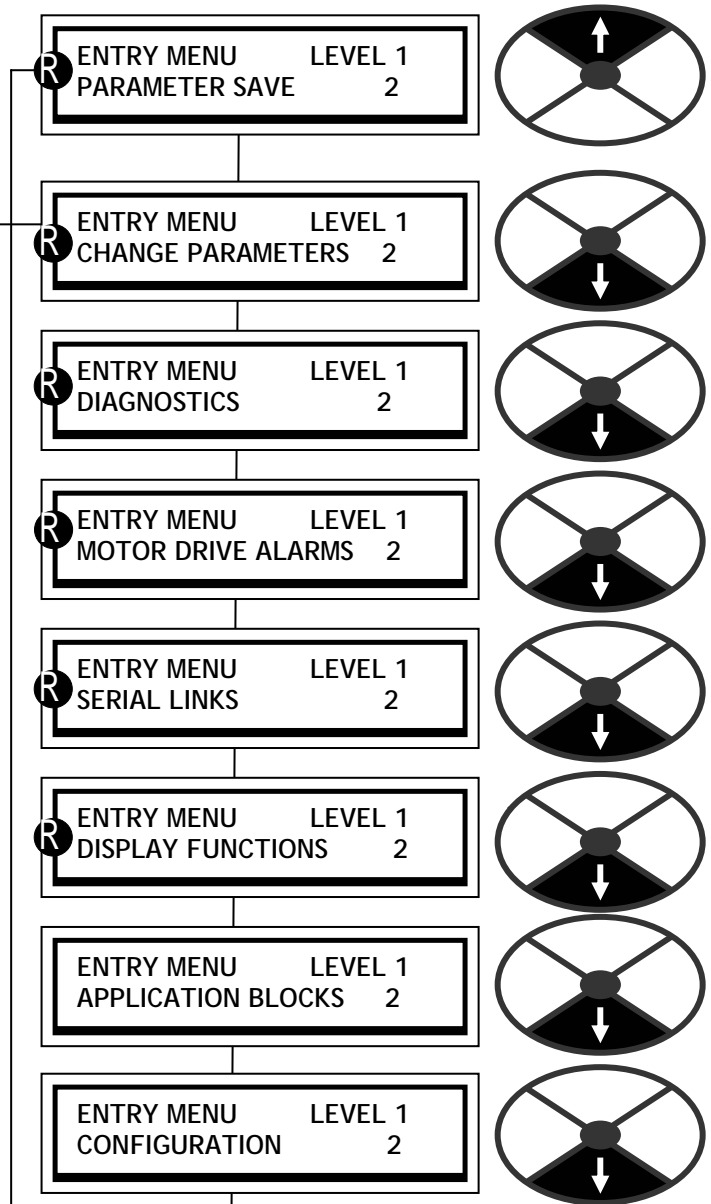 R ENTRY MENU LEVEL 1
PARAMETER SAVE 2
R ENTRY MENU LEVEL 1
CHANGE PARAMETERS 2
R ENTRY MENU LEVEL 1
DIAGNOSTICS 2
R ENTRY MENU LEVEL 1
MOTOR DRIVE ALARMS 2
R ENTRY MENU LEVEL 1
SERIAL LINKS 2
R ENTRY MENU LEVEL 1
DISPLAY FUNCTIONS 2
ENTRY MENU LEVEL 1
APPLICATION BLOCKS 2
ENTRY MENU LEVEL 1
CONFIGURATION 2